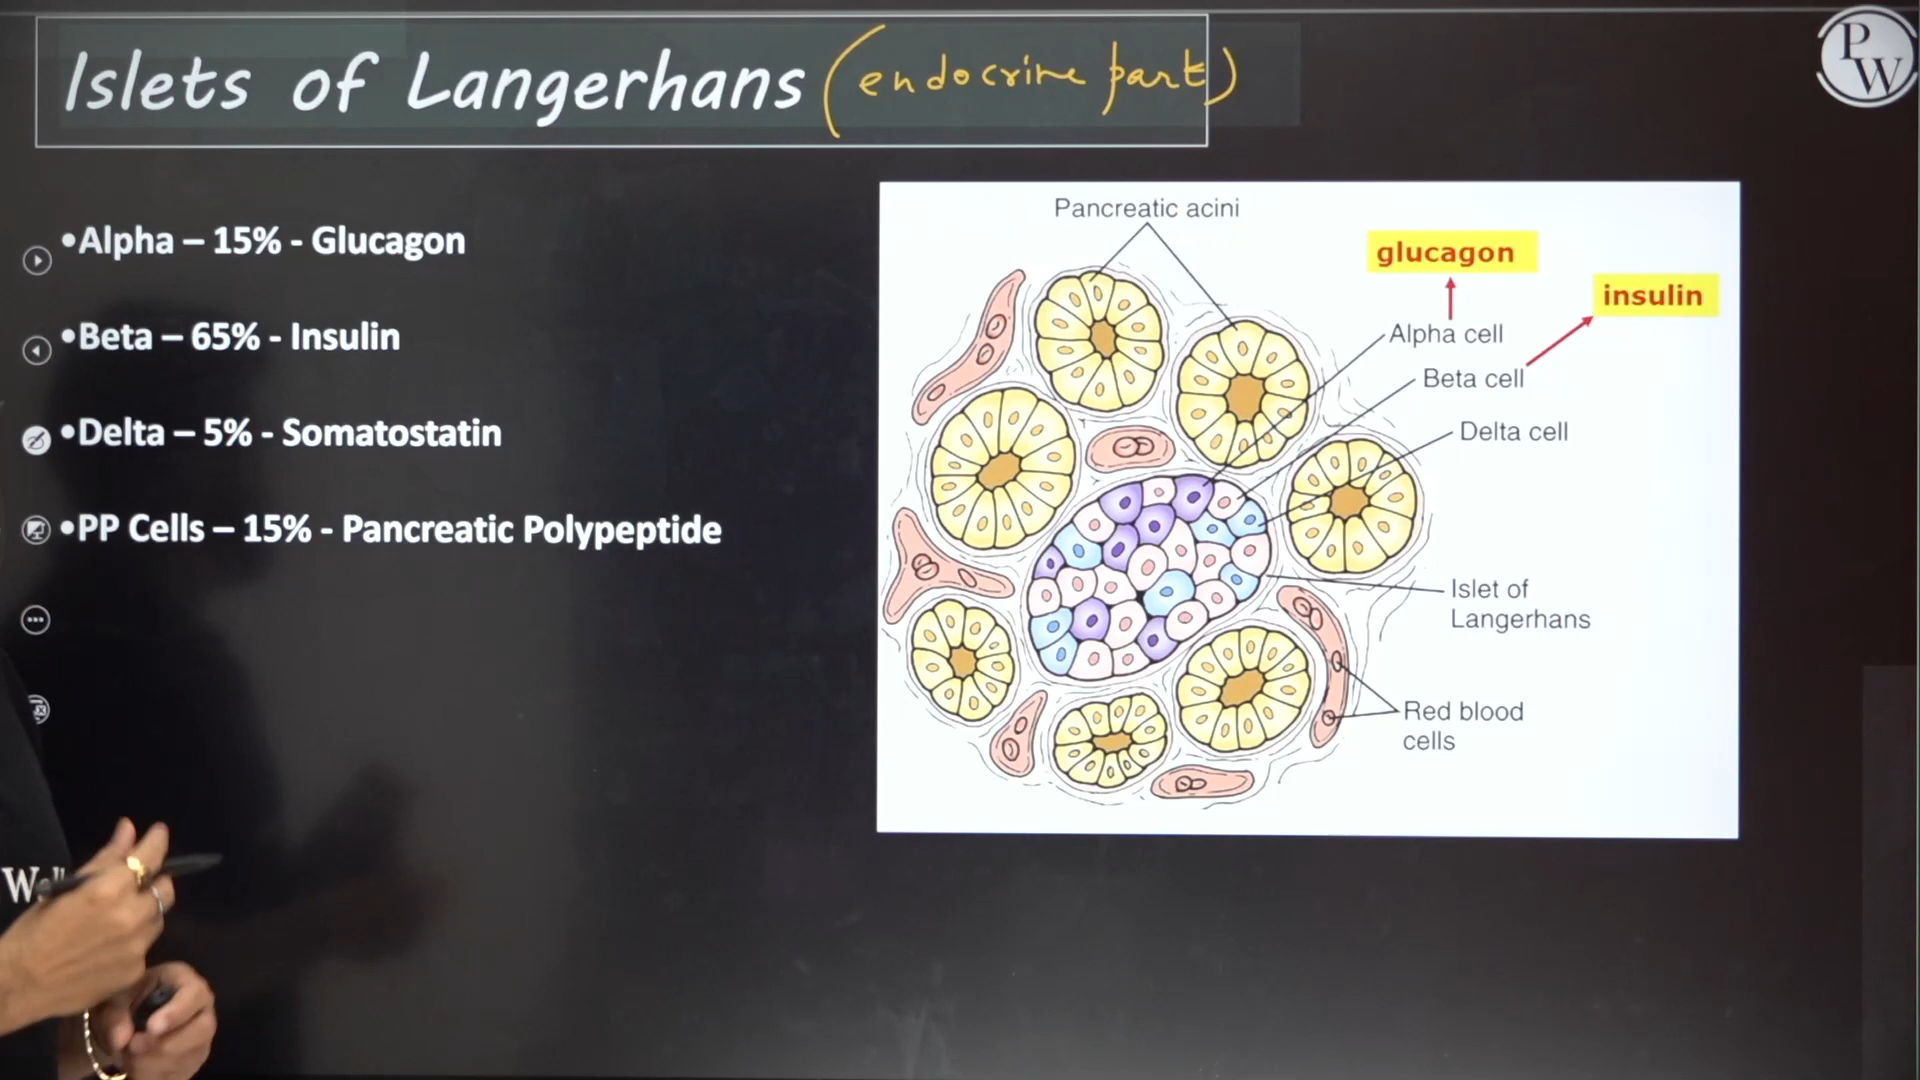 Islets of Langerhans (endocrine part)
PW
•Alpha – 15% - Glucagon
•Beta – 65% - Insulin
•Delta – 5% - Somatostatin
•PP Cells – 15% - Pancreatic Polypeptide
Pancreatic acini
glucagon
insulin
Alpha cell
Beta cell
Delta cell
Islet of
Langerhans
Red blood
cells